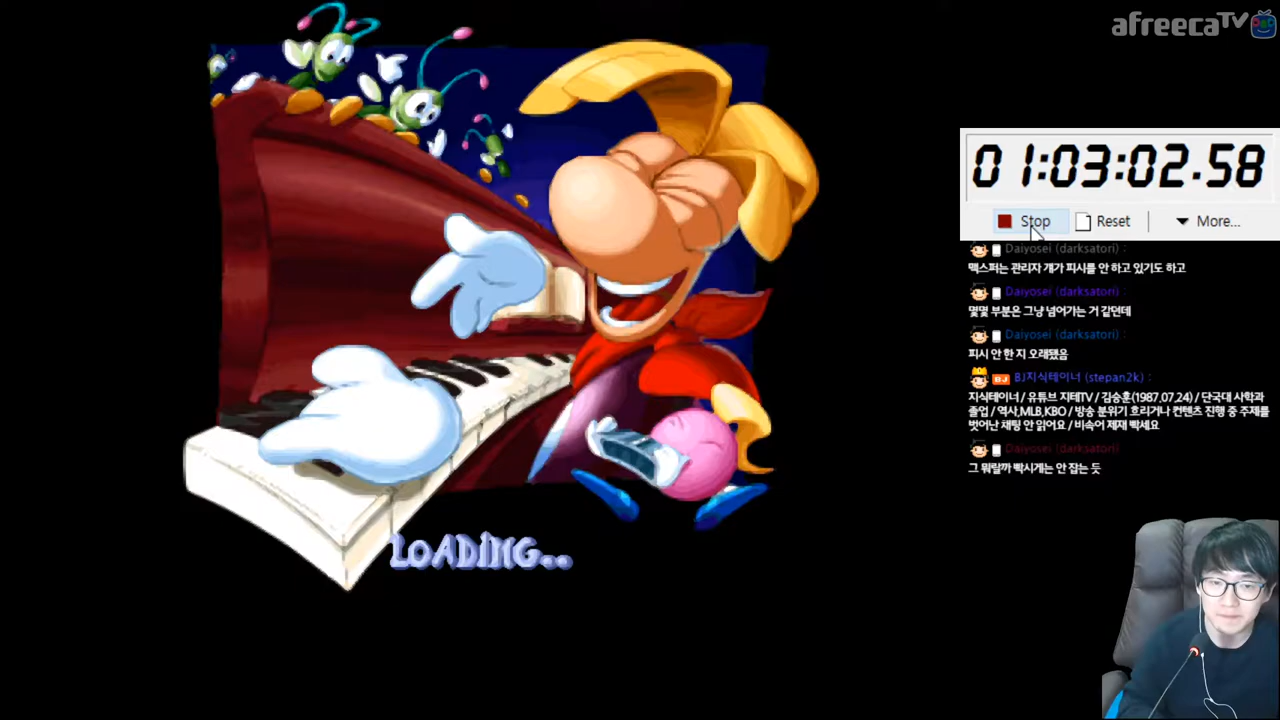 afreecaTV
01:03:02.58
Stop
Reset
More...
Daiyosei (darksatori) :
맥스퍼는 관리자 개가 피시를 안 하고 있기도 하고
Daiyosei (darksatori) :
몇몇 부분은 그냥 넘어가는 거 같던데
Daiyosei (darksatori) :
피시 안 한 지 오래됐음
BJ BJ지식테이너 (stepan2k) :
지식테이너 / 유튜브 지테TV / 김승훈(1987.07.24) / 단국대 사학과
졸업 / 역사,MLB,KBO / 방송 분위기 흐리거나 컨텐츠 진행 중 주제를
벗어난 채팅 안 읽어요 / 비속어 제재 빡세요
Daiyosei (darksatori) :
그 뭐랄까 빡시게는 안 잡는 듯
LOADING..